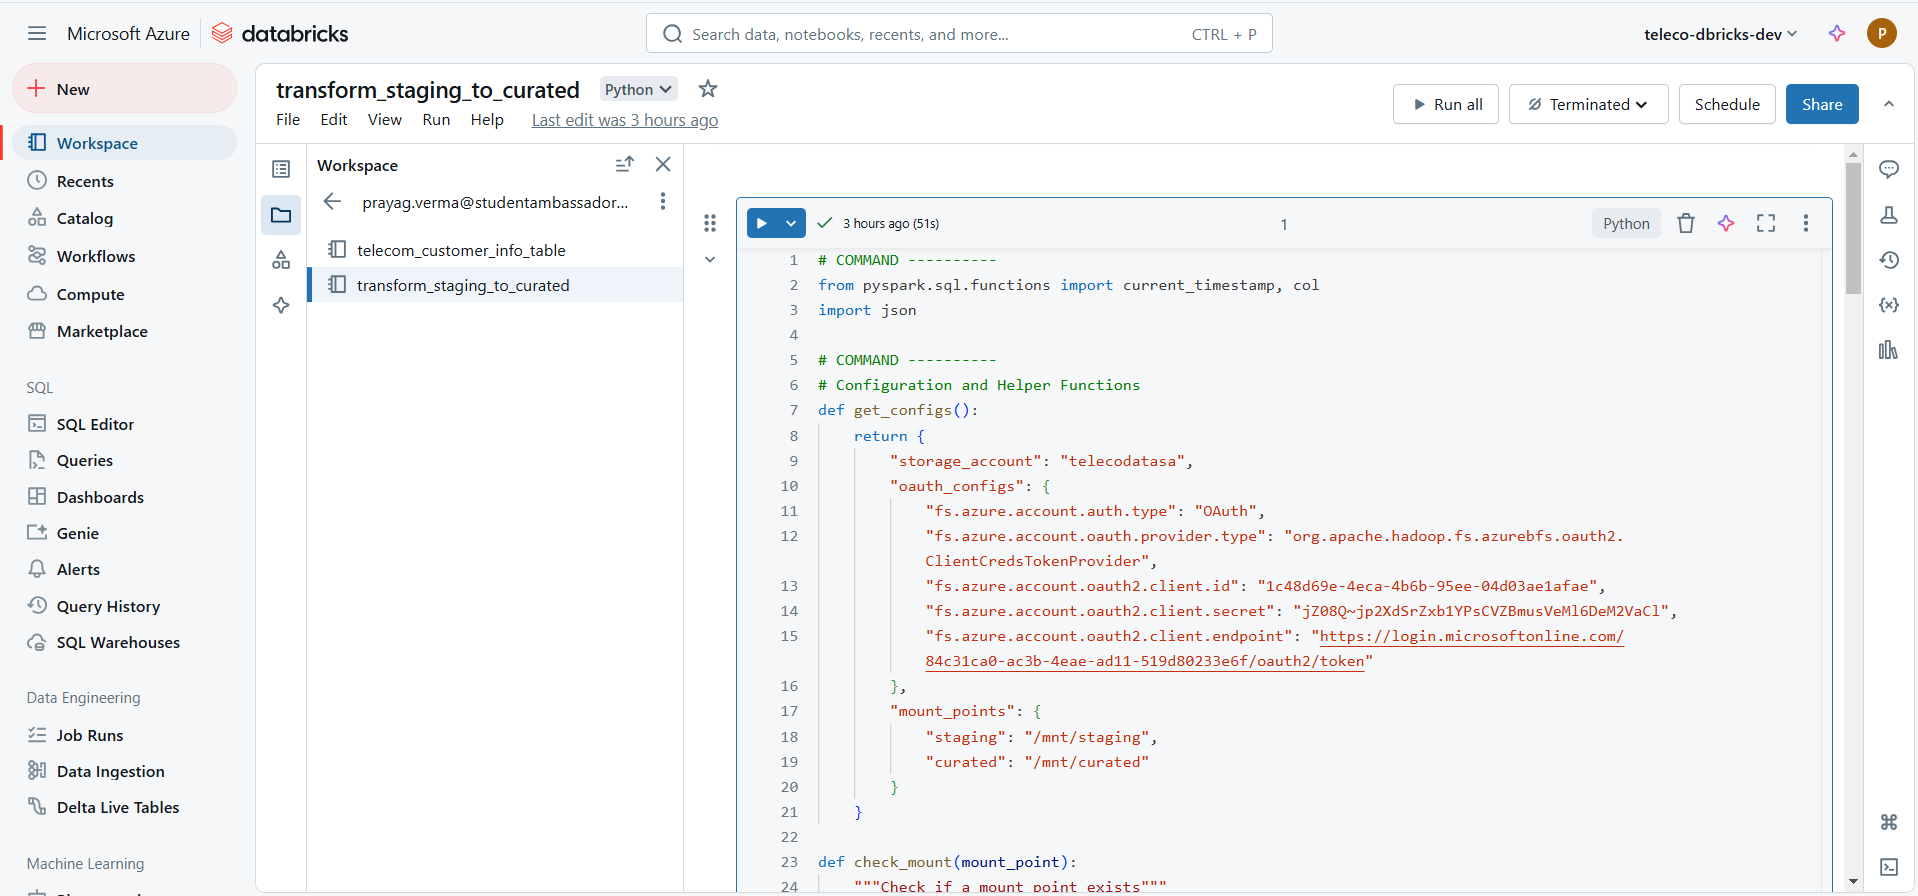 Microsoft Azure
databricks
Search data, notebooks, recents, and more...
CTRL + P
teleco-dbricks-dev
P
New
Workspace
Recents
Catalog
Workflows
Compute
Marketplace
SQL
SQL Editor
Queries
Dashboards
Genie
Alerts
Query History
SQL Warehouses
Data Engineering
Job Runs
Data Ingestion
Delta Live Tables
Machine Learning
transform_staging_to_curated
Python
File Edit View Run Help Last edit was 3 hours ago
Run all
Terminated
Schedule
Share
Workspace
prayag.verma@studentambassador...
telecom_customer_info_table
transform_staging_to_curated
3 hours ago (51s)
1
Python
1 # COMMAND ----------
2 from pyspark.sql.functions import current_timestamp, col
3 import json
4
5 # COMMAND ----------
6 # Configuration and Helper Functions
7 def get_configs():
8 return {
9 "storage_account": "telecodatasa",
10 "oauth_configs": {
11 "fs.azure.account.auth.type": "OAuth",
12 "fs.azure.account.oauth.provider.type": "org.apache.hadoop.fs.azurebfs.oauth2.
ClientCredsTokenProvider",
13 "fs.azure.account.oauth2.client.id": "1c48d69e-4eca-4b6b-95ee-04d03ae1afae",
14 "fs.azure.account.oauth2.client.secret": "jZ08Q~jp2XdSrZxb1YPsCVZBmusVeMl6DeM2VaCl",
15 "fs.azure.account.oauth2.client.endpoint": "https://login.microsoftonline.com/
84c31ca0-ac3b-4eae-ad11-519d80233e6f/oauth2/token"
16 },
17 "mount_points": {
18 "staging": "/mnt/staging",
19 "curated": "/mnt/curated"
20 }
21 }
22
23 def check_mount(mount_point):
24 """Check if a mount point exists"""